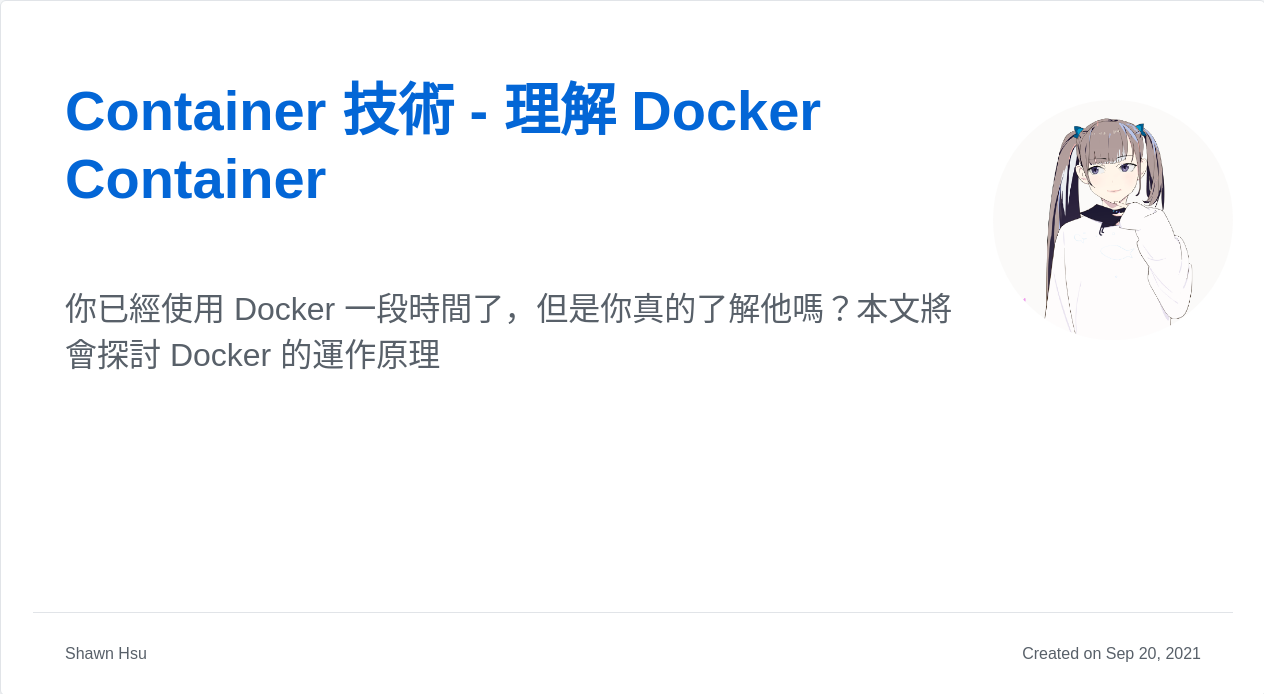 Container 技術 - 理解 Docker
Container
你已經使用 Docker 一段時間了，但是你真的了解他嗎？本文將
會探討 Docker 的運作原理
Shawn Hsu
Created on Sep 20, 2021